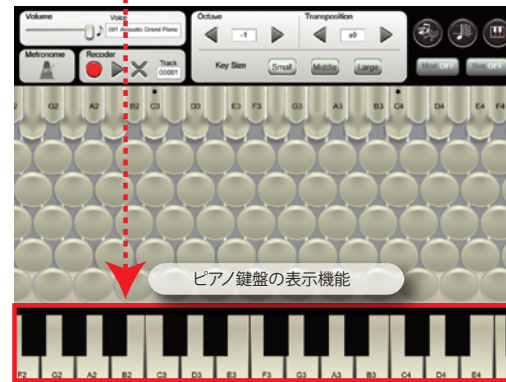 Volume
Voice
001 Acoustic Grand Piano
Octave
-1
Transposition
±0
Metronome
Recoder
Track
00001
Key Size
Small
Middle
Large
OFF
OFF
G2 A2 B2 C3 D3 E3 F3 G3 A3 B3 C4 D4 E4 F4
ピアノ鍵盤の表示機能
F2 G2 A2 B2 C3 D3 E3 F3 G3 A3 B3 C4 D4 E4